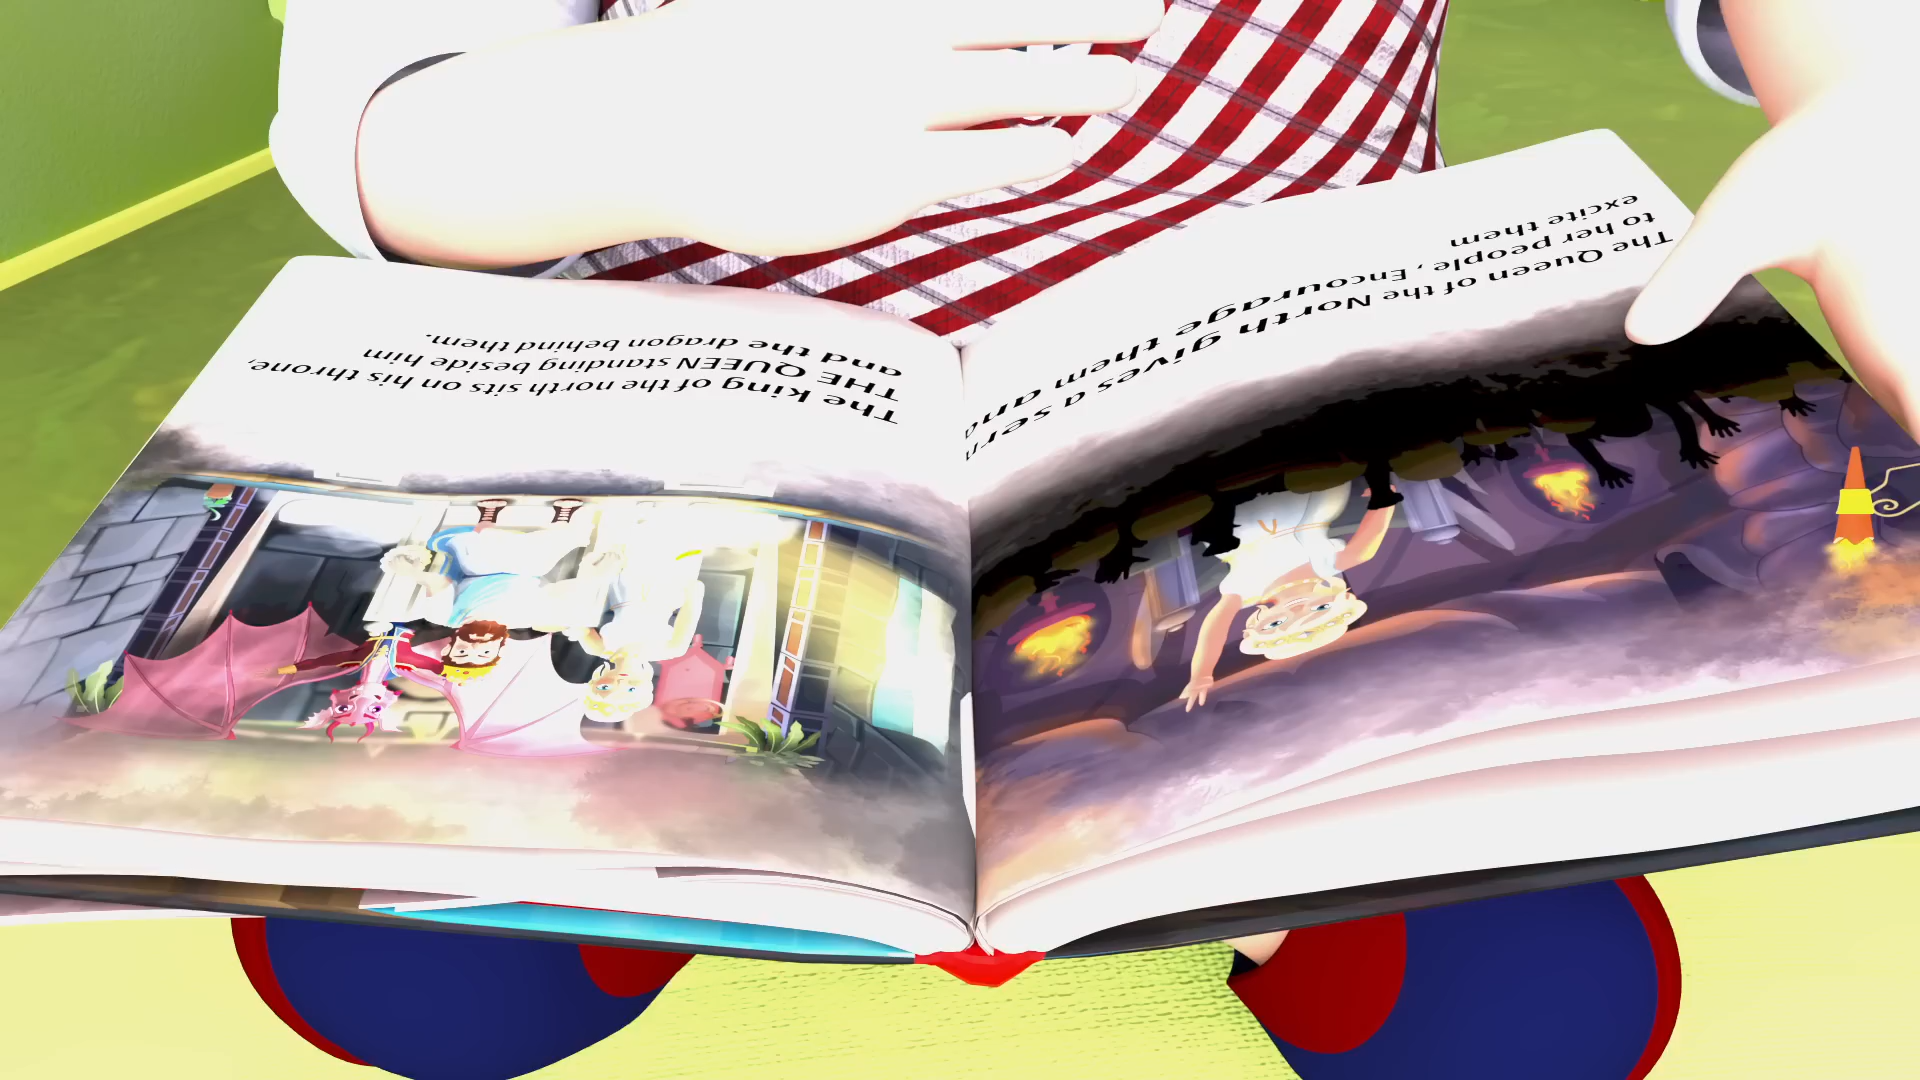 The Queen of the North gives a
to her people , Encourage them and
excite them
The king of the north sits on his throne,
THE QUEEN standing beside him
and the dragon behind them.